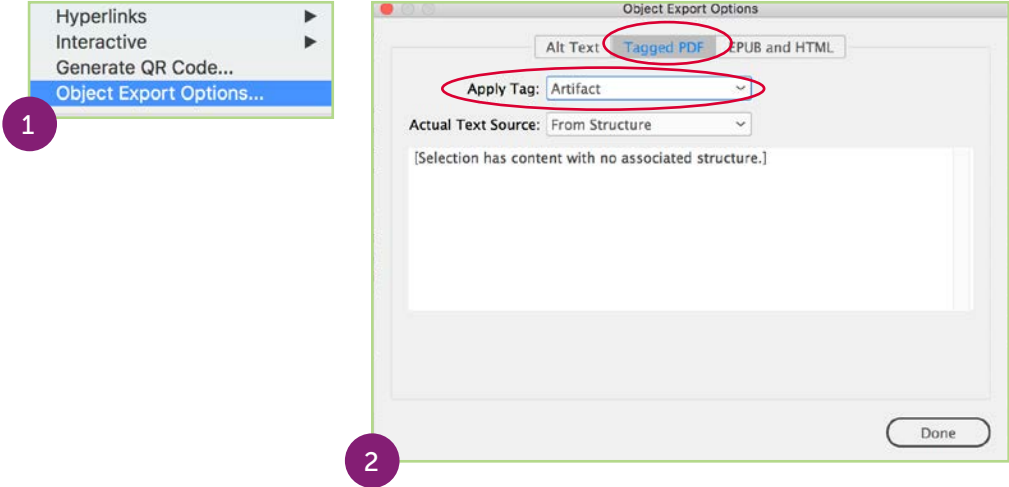 Hyperlinks
Interactive
Generate QR Code...
Object Export Options...
1
Object Export Options
Alt Text Tagged PDF EPUB and HTML
Apply Tag: Artifact
Actual Text Source: From Structure
[Selection has content with no associated structure.]
Done
2